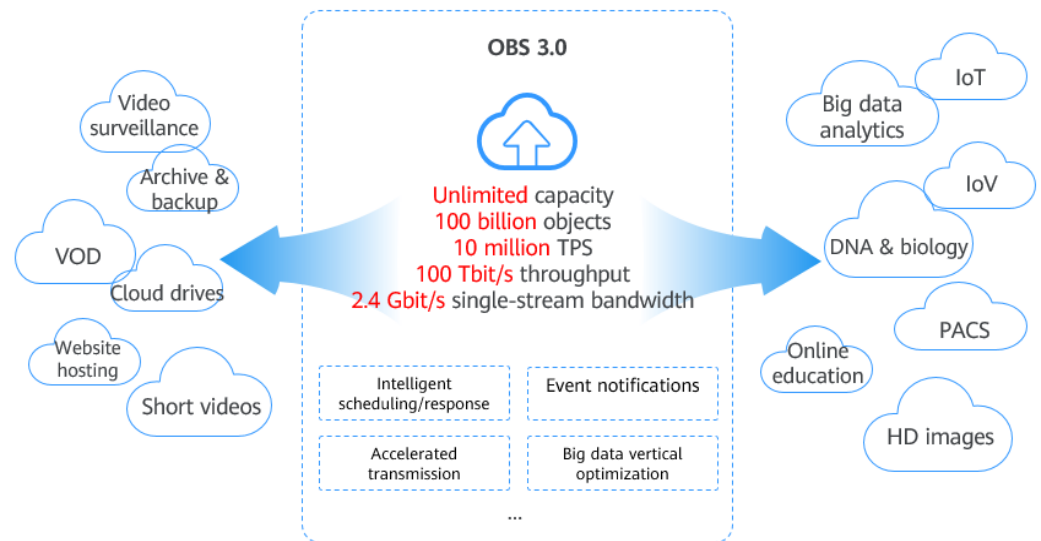 OBS 3.0
Video
surveillance
Archive &
backup
VOD
Cloud drives
Website
hosting
Short videos
Unlimited capacity
100 billion objects
10 million TPS
100 Tbit/s throughput
2.4 Gbit/s single-stream bandwidth
Intelligent
scheduling/response
Event notifications
Accelerated
transmission
Big data vertical
optimization
...
IoT
Big data
analytics
IoV
DNA & biology
PACS
Online
education
HD images